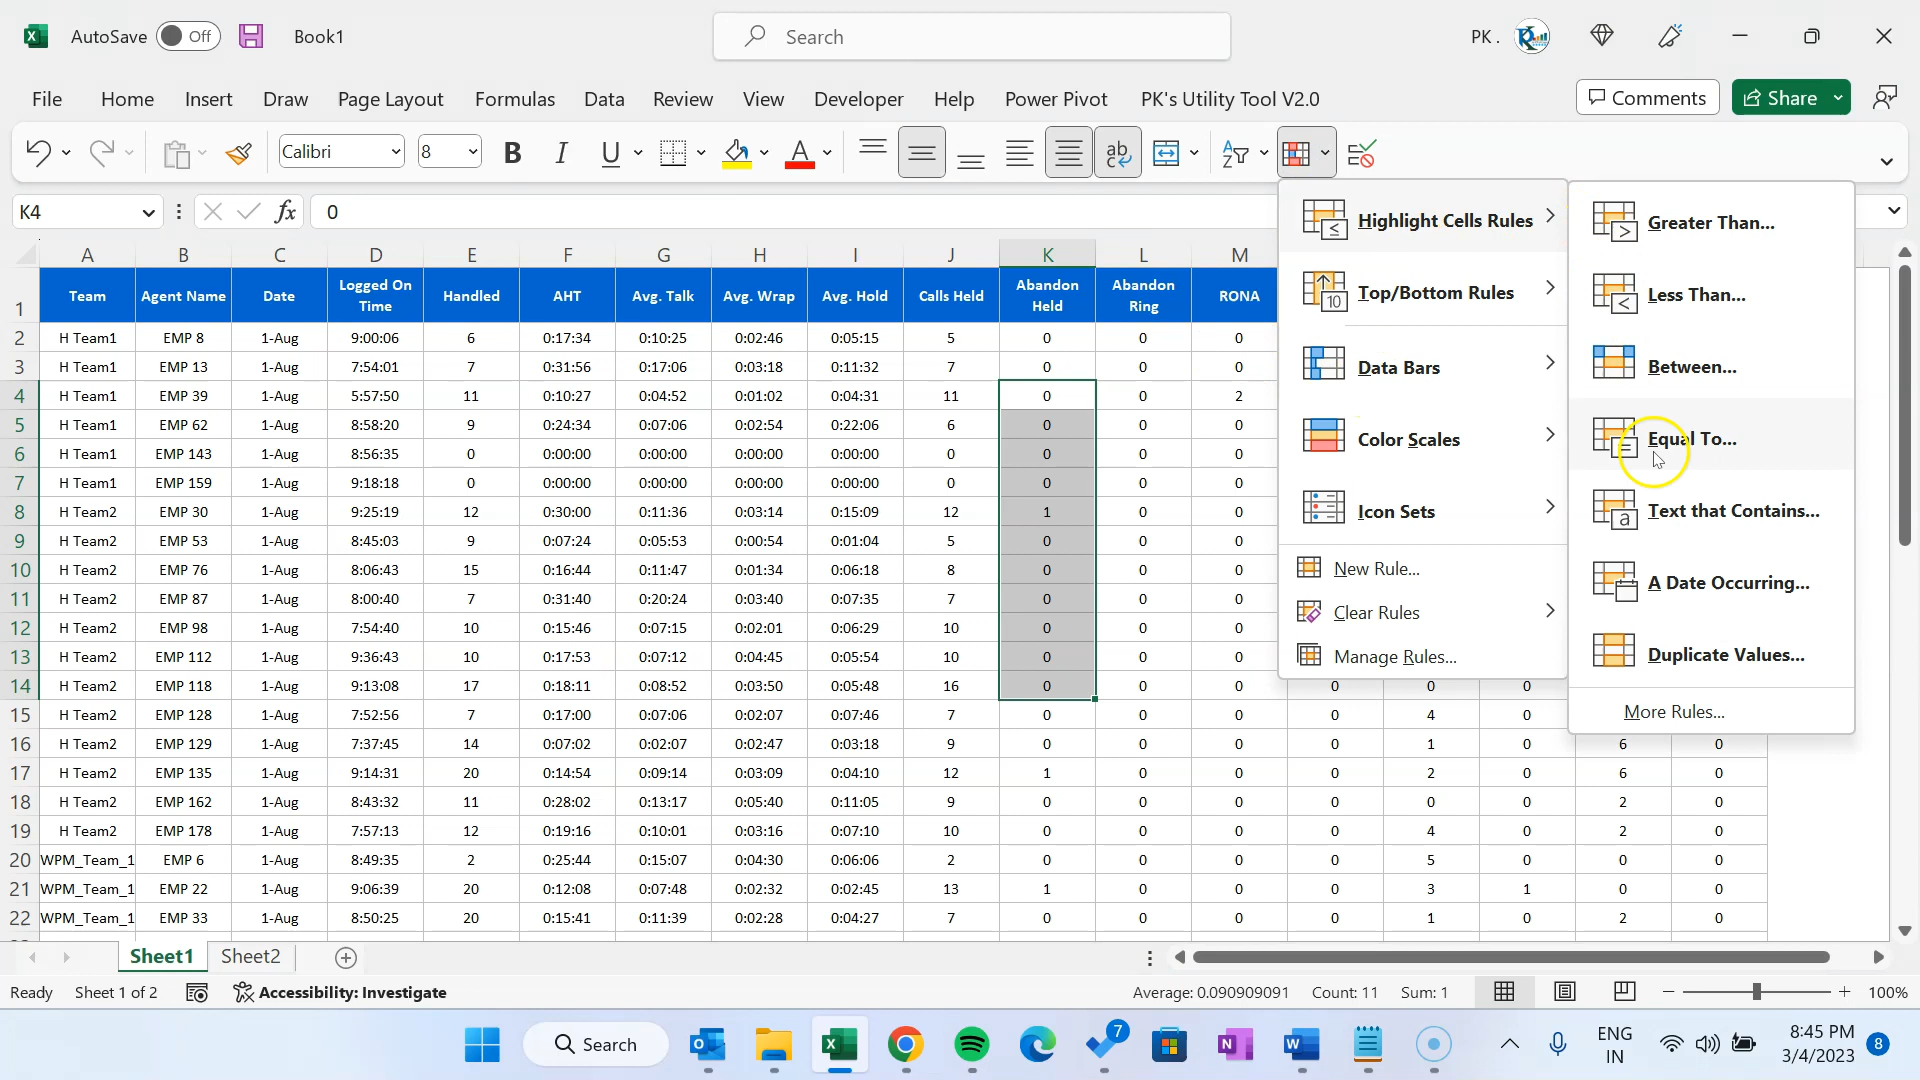 AutoSave Off Book1 Search PK .
File Home Insert Draw Page Layout Formulas Data Review View Developer Help Power Pivot PK's Utility Tool V2.0 Comments Share
Calibri 8 B I U A ab
K4 fx 0
Highlight Cells Rules
Top/Bottom Rules
Data Bars
Color Scales
Icon Sets
New Rule...
Clear Rules
Manage Rules...
Greater Than...
Less Than...
Between...
Equal To...
Text that Contains...
A Date Occurring...
Duplicate Values...
More Rules...
A B C D E F G H I J K L M
1 Team Agent Name Date Logged On Time Handled AHT Avg. Talk Avg. Wrap Avg. Hold Calls Held Abandon Held Abandon Ring RONA
2 H Team1 EMP 8 1-Aug 9:00:06 6 0:17:34 0:10:25 0:02:46 0:05:15 5 0 0 0
3 H Team1 EMP 13 1-Aug 7:54:01 7 0:31:56 0:17:06 0:03:18 0:11:32 7 0 0 0
4 H Team1 EMP 39 1-Aug 5:57:50 11 0:10:27 0:04:52 0:01:02 0:04:31 11 0 0 2
5 H Team1 EMP 62 1-Aug 8:58:20 9 0:24:34 0:07:06 0:02:54 0:22:06 6 0 0 0
6 H Team1 EMP 143 1-Aug 8:56:35 0 0:00:00 0:00:00 0:00:00 0:00:00 0 0 0 0
7 H Team1 EMP 159 1-Aug 9:18:18 0 0:00:00 0:00:00 0:00:00 0:00:00 0 0 0 0
8 H Team2 EMP 30 1-Aug 9:25:19 12 0:30:00 0:11:36 0:03:14 0:15:09 12 1 0 0
9 H Team2 EMP 53 1-Aug 8:45:03 9 0:07:24 0:05:53 0:00:54 0:01:04 5 0 0 0
10 H Team2 EMP 76 1-Aug 8:06:43 15 0:16:44 0:11:47 0:01:34 0:06:18 8 0 0 0
11 H Team2 EMP 87 1-Aug 8:00:40 7 0:31:40 0:20:24 0:03:40 0:07:35 7 0 0 0
12 H Team2 EMP 98 1-Aug 7:54:40 10 0:15:46 0:07:15 0:02:01 0:06:29 10 0 0 0
13 H Team2 EMP 112 1-Aug 9:36:43 10 0:17:53 0:07:12 0:04:45 0:05:54 10 0 0 0
14 H Team2 EMP 118 1-Aug 9:13:08 17 0:18:11 0:08:52 0:03:50 0:05:48 16 0 0 0 0 0 0
15 H Team2 EMP 128 1-Aug 7:52:56 7 0:17:00 0:07:06 0:02:07 0:07:46 7 0 0 0 0 4 0
16 H Team2 EMP 129 1-Aug 7:37:45 14 0:07:02 0:02:07 0:02:47 0:03:18 9 0 0 0 0 1 0 6 0
17 H Team2 EMP 135 1-Aug 9:14:31 20 0:14:54 0:09:14 0:03:09 0:04:10 12 1 0 0 0 2 0 6 0
18 H Team2 EMP 162 1-Aug 8:43:32 11 0:28:02 0:13:17 0:05:40 0:11:05 9 0 0 0 0 0 0 2 0
19 H Team2 EMP 178 1-Aug 7:57:13 12 0:19:16 0:10:01 0:03:16 0:07:10 10 0 0 0 0 4 0 2 0
20 WPM_Team_1 EMP 6 1-Aug 8:49:35 2 0:25:44 0:15:07 0:04:30 0:06:06 2 0 0 0 0 5 0 0 0
21 WPM_Team_1 EMP 22 1-Aug 9:06:39 20 0:12:08 0:07:48 0:02:32 0:02:45 13 1 0 0 0 3 1 0 0
22 WPM_Team_1 EMP 33 1-Aug 8:50:25 20 0:15:41 0:11:39 0:02:28 0:04:27 7 0 0 0 0 1 0 2 0
Sheet1 Sheet2
Ready Sheet 1 of 2 Accessibility: Investigate Average: 0.090909091 Count: 11 Sum: 1 100%
Search 7 ENG IN 8:45 PM 3/4/2023 8